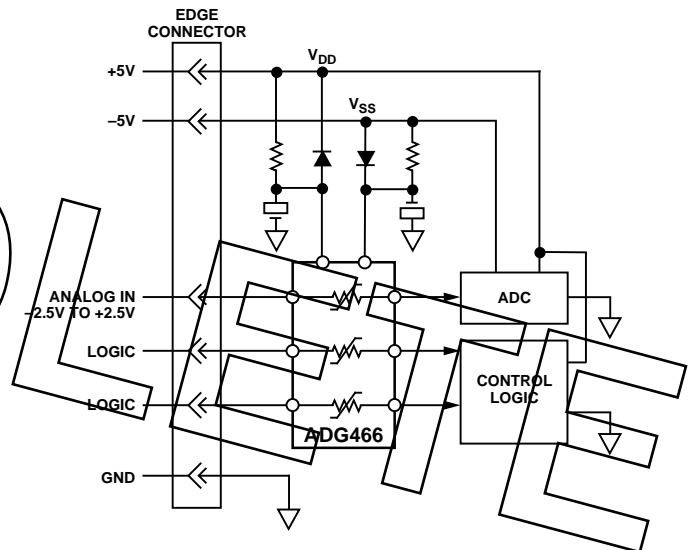 EDGE
CONNECTOR
+5V
VDD
–5V
VSS
ANALOG IN
–2.5V TO +2.5V
ADC
LOGIC
CONTROL
LOGIC
LOGIC
ADG466
GND